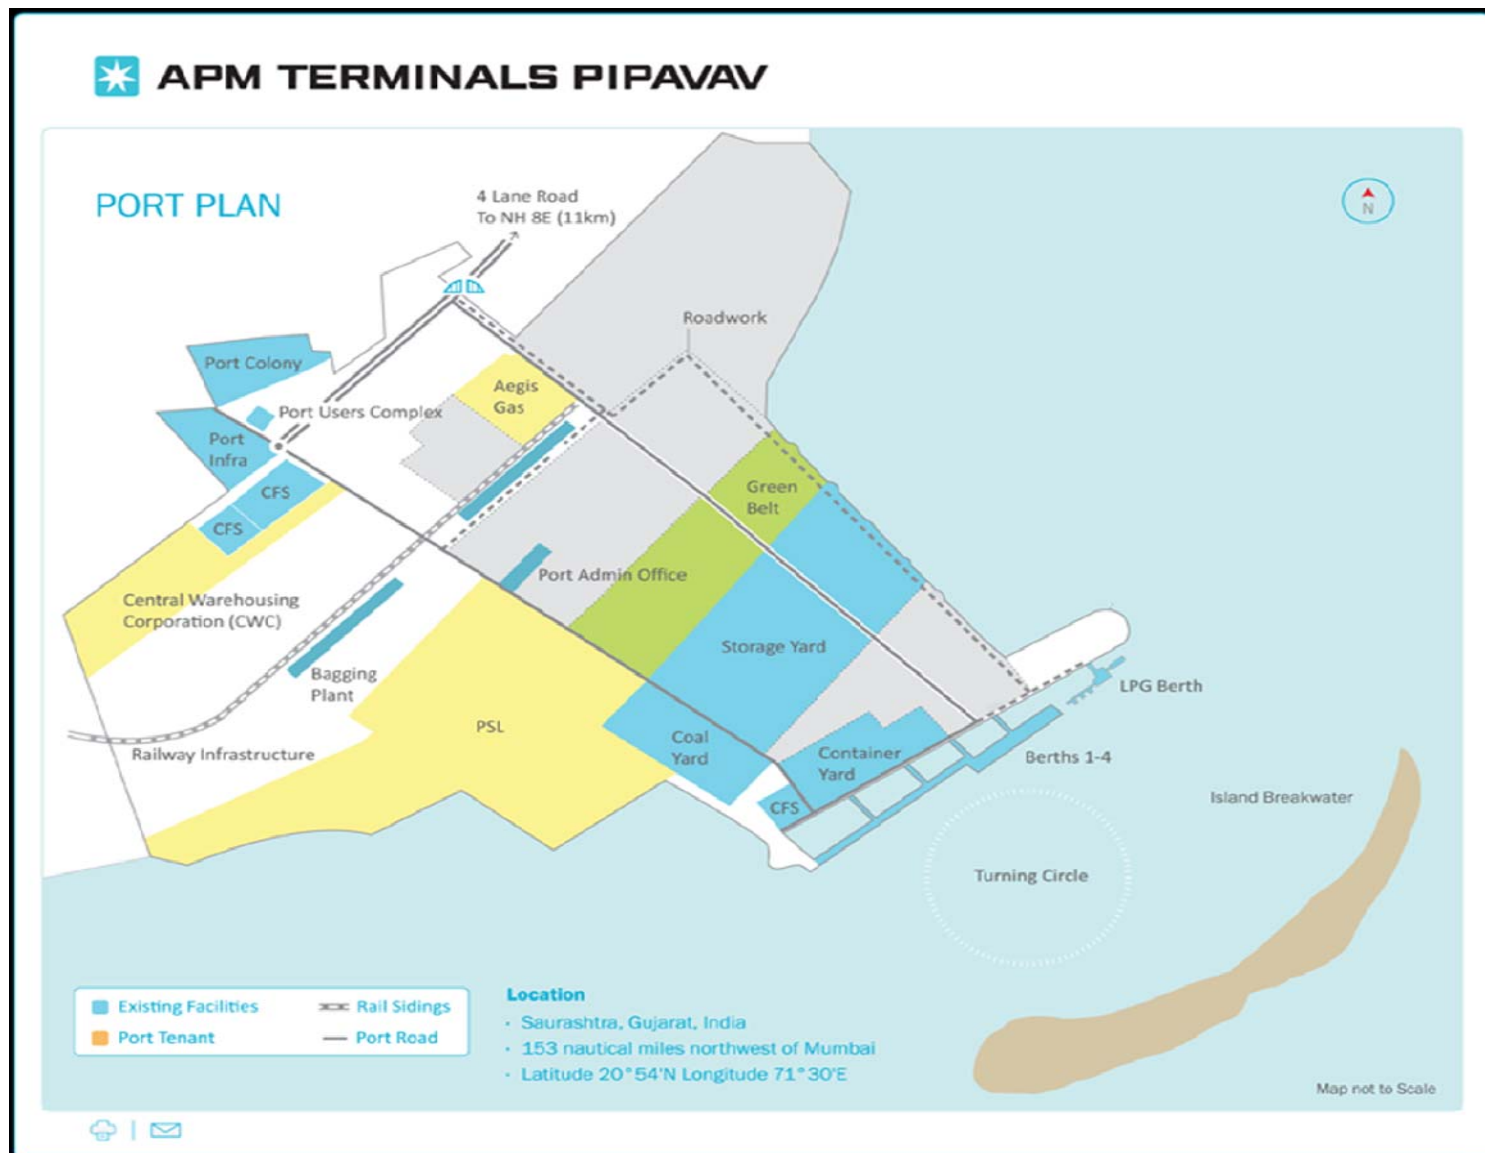 APM TERMINALS PIPAVAV
PORT PLAN
4 Lane Road
To NH 8E (11km)
N
Roadwork
Port Colony
Aegis
Gas
Port Users Complex
Port
Infra
CFS
CFS
Green
Belt
Port Admin Office
Central Warehousing
Corporation (CWC)
Storage Yard
Bagging
Plant
LPG Berth
PSL
Railway Infrastructure
Coal
Yard
Container
Yard
Berths 1-4
CFS
Island Breakwater
Turning Circle
Existing Facilities
Rail Sidings
Port Tenant
Port Road
Location
· Saurashtra, Gujarat, India
· 153 nautical miles northwest of Mumbai
· Latitude 20°54'N Longitude 71°30'E
Map not to Scale